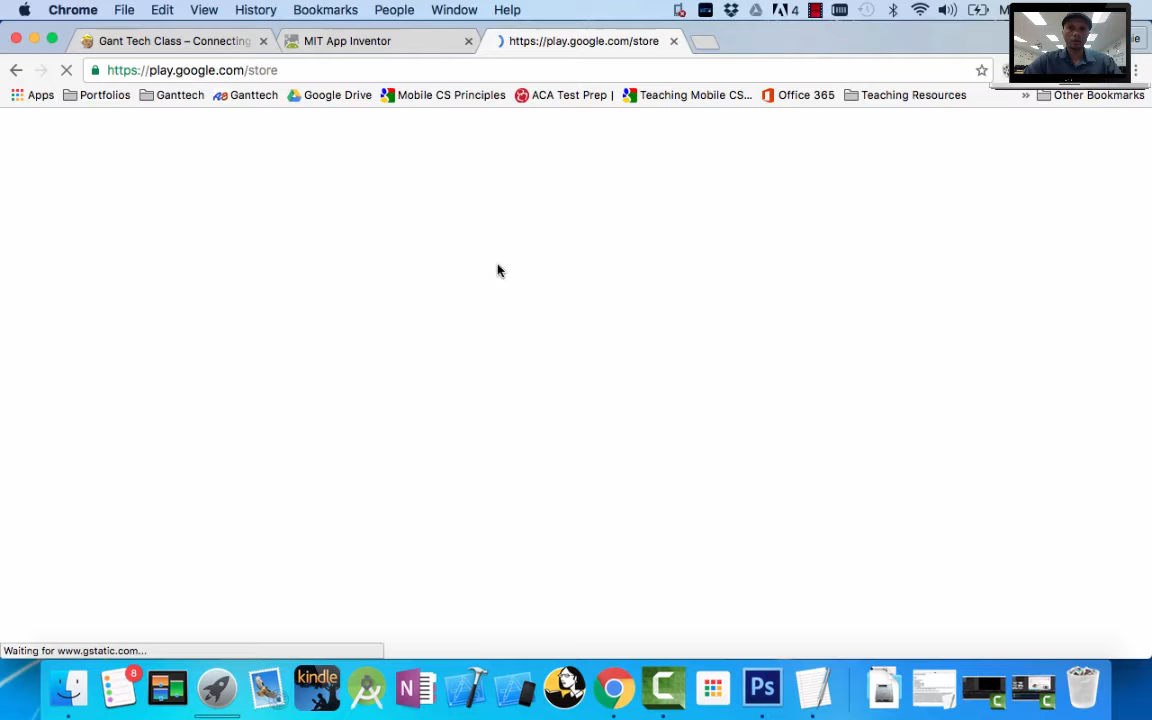 Chrome File Edit View History Bookmarks People Window Help 4
Gant Tech Class – Connecting MIT App Inventor https://play.google.com/store
https://play.google.com/store
Apps Portfolios Ganttech Ganttech Google Drive Mobile CS Principles ACA Test Prep | Teaching Mobile CS... Office 365 Teaching Resources » Other Bookmarks
Waiting for www.gstatic.com...
8
kindle
N
C
Ps